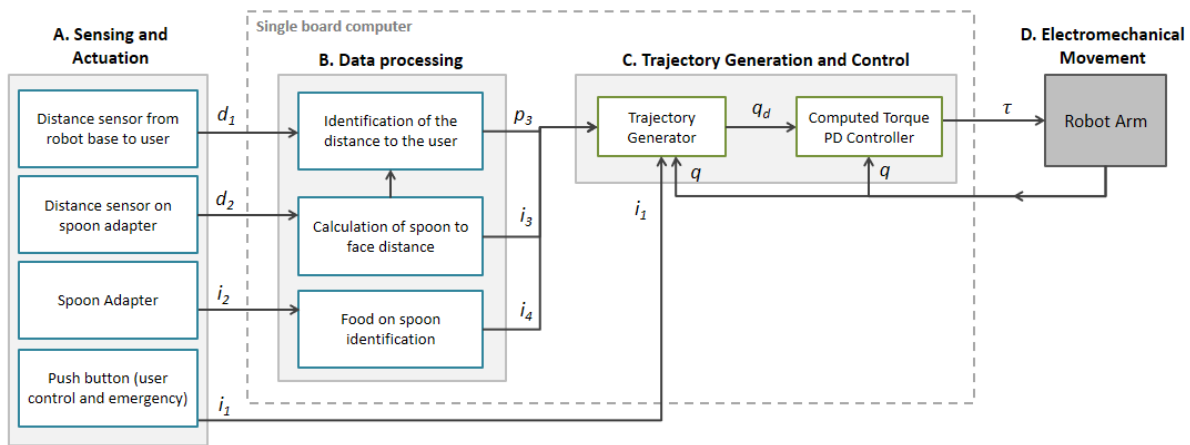 Single board computer
A. Sensing and
Actuation
B. Data processing
C. Trajectory Generation and Control
D. Electromechanical
Movement
Distance sensor from
robot base to user
d1
Identification of the
distance to the user
p3
Trajectory
Generator
qd
Computed Torque
PD Controller
τ
Robot Arm
q
q
Distance sensor on
spoon adapter
d2
Calculation of spoon to
face distance
i3
i1
Spoon Adapter
i2
Food on spoon
identification
i4
Push button (user
control and emergency)
i1